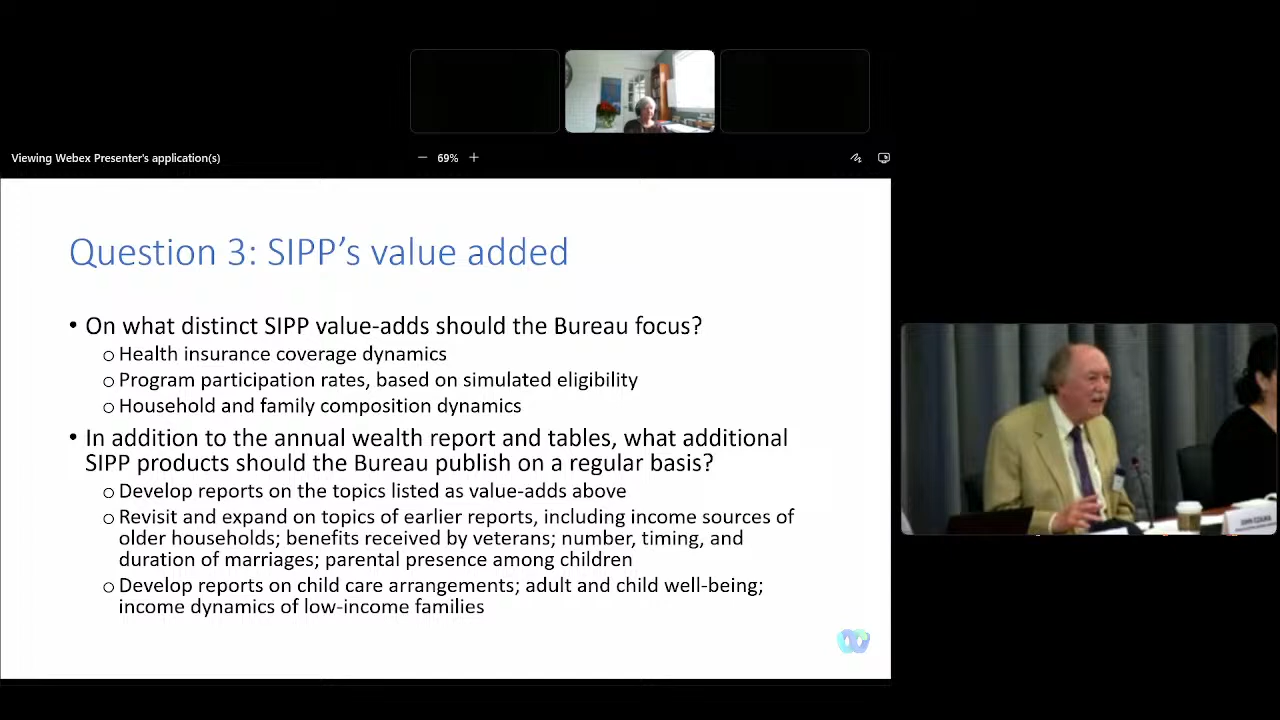 Viewing Webex Presenter's application(s)
69%
Question 3: SIPP's value added
• On what distinct SIPP value-adds should the Bureau focus?
o Health insurance coverage dynamics
o Program participation rates, based on simulated eligibility
o Household and family composition dynamics
• In addition to the annual wealth report and tables, what additional
SIPP products should the Bureau publish on a regular basis?
o Develop reports on the topics listed as value-adds above
o Revisit and expand on topics of earlier reports, including income sources of
older households; benefits received by veterans; number, timing, and
duration of marriages; parental presence among children
o Develop reports on child care arrangements; adult and child well-being;
income dynamics of low-income families